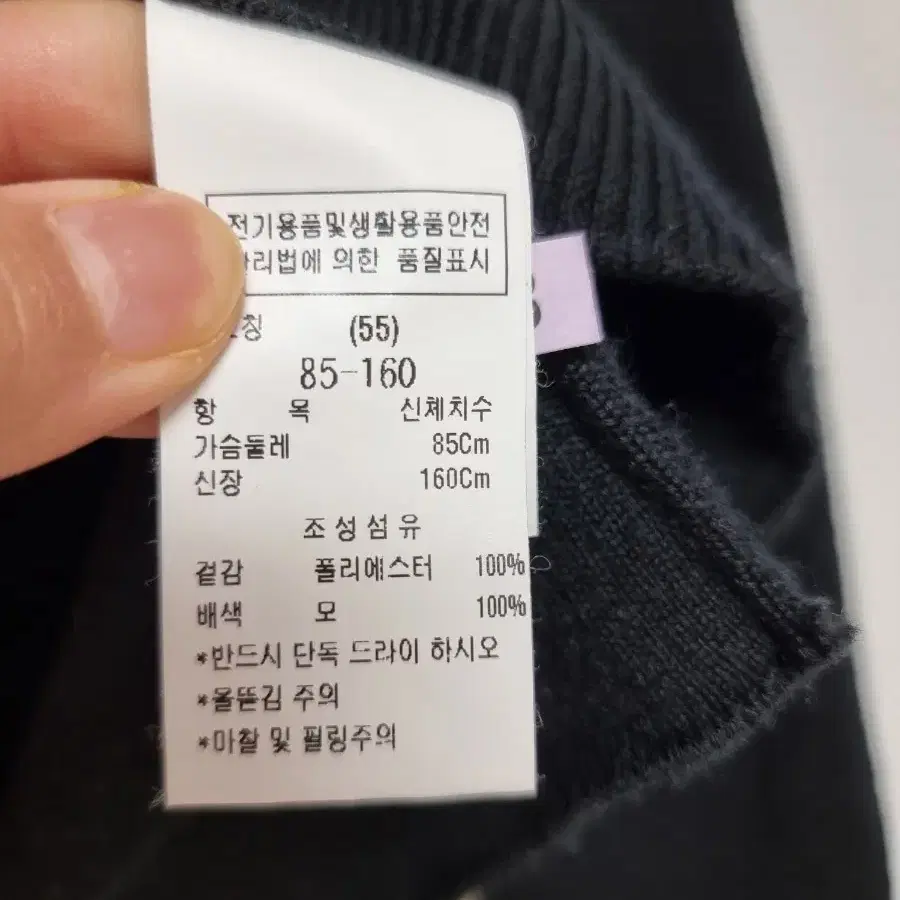 전기용품및생활용품안전
관리법에 의한 품질표시
호칭 (55)
85-160
항 목 신체치수
가슴둘레 85Cm
신장 160Cm
조성섬유
겉감 폴리에스터 100%
배색 모 100%
*반드시 단독 드라이 하시오
*올뜯김 주의
*마찰 및 필링주의